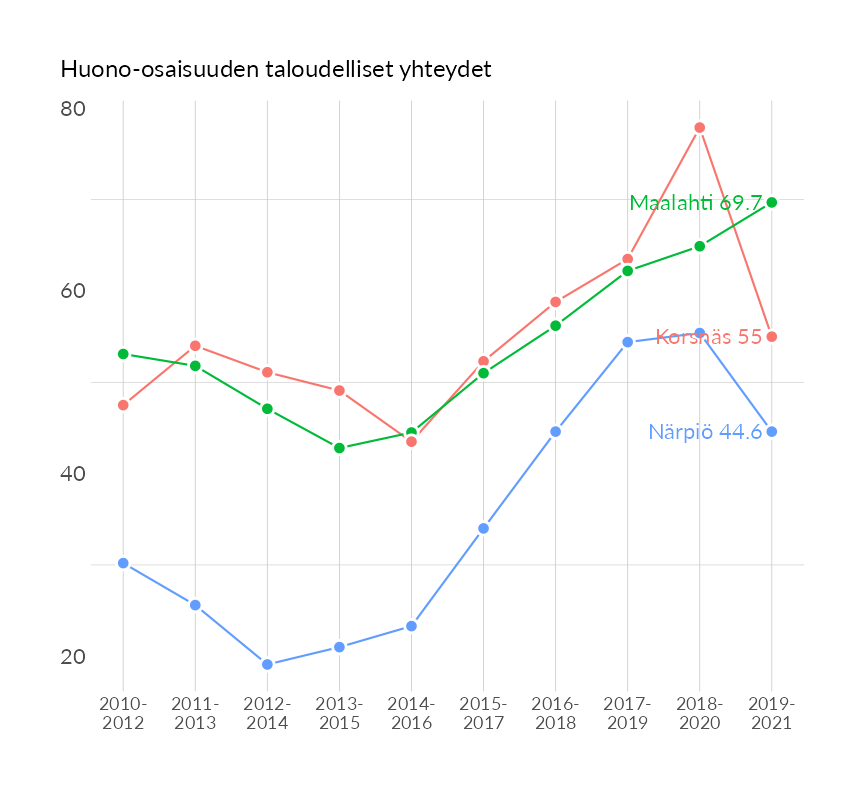 Huono-osaisuuden taloudelliset yhteydet
80
Maalahti 69.7
60
Korsnäs 55
Närpiö 44.6
40
20
2010- 2011- 2012- 2013- 2014- 2015- 2016- 2017- 2018- 2019-
2012 2013 2014 2015 2016 2017 2018 2019 2020 2021